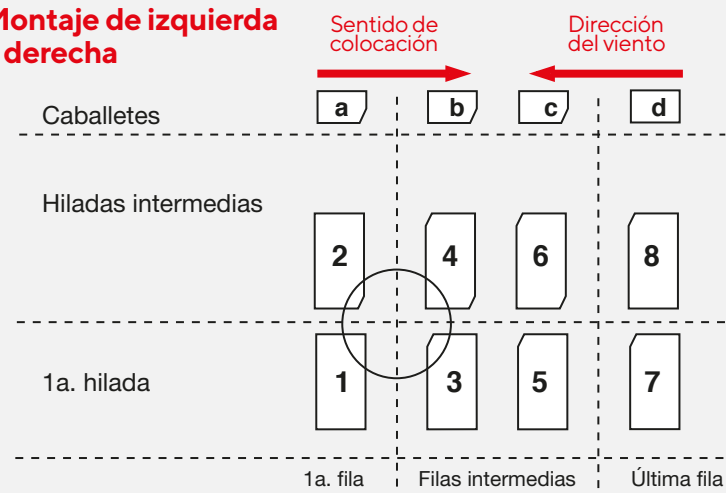 Montaje de izquierda
derecha
Sentido de
colocación
Dirección
del viento
Caballetes
a b c d
Hiladas intermedias
2 4 6 8
1a. hilada
1 3 5 7
1a. fila Filas intermedias Última fila